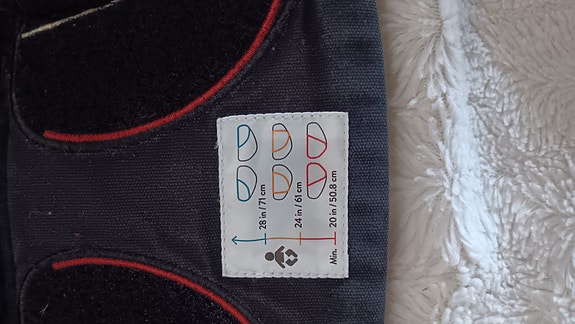 28 in / 71 cm
24 in / 61 cm
Min. 20 in / 50.8 cm